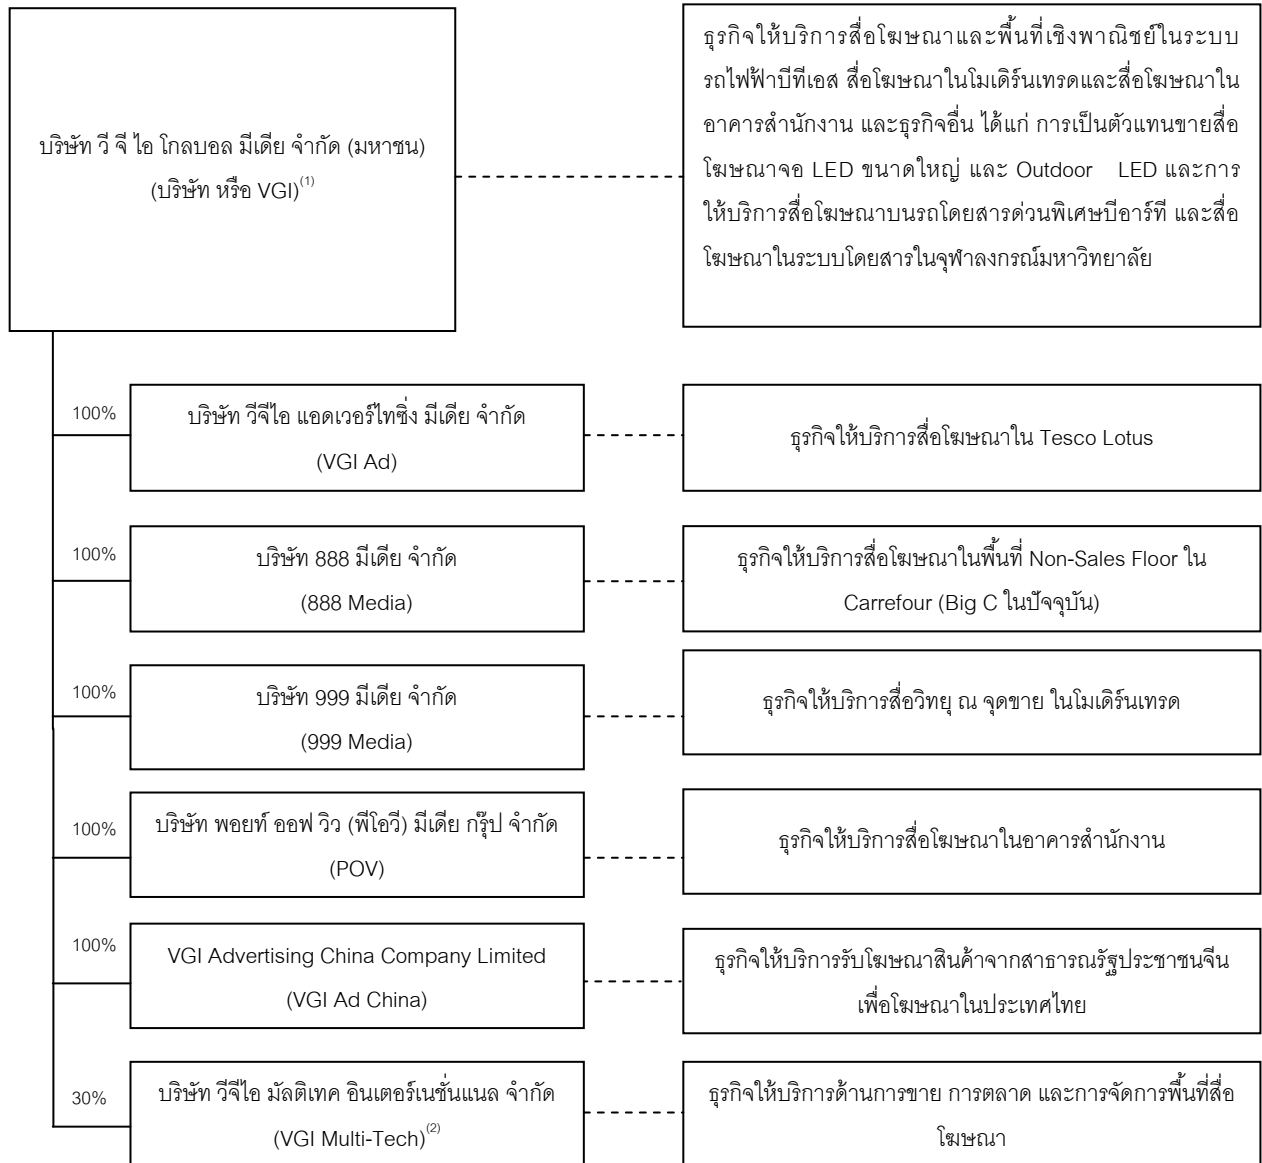 บริษัท วี จี ไอ โกลบอล มีเดีย จำกัด (มหาชน)
(บริษัท หรือ VGI)(1)
ธุรกิจให้บริการสื่อโฆษณาและพื้นที่เชิงพาณิชย์ในระบบ
รถไฟฟ้าบีทีเอส สื่อโฆษณาในโมเดิร์นเทรดและสื่อโฆษณาใน
อาคารสำนักงาน และธุรกิจอื่น ได้แก่ การเป็นตัวแทนขายสื่อ
โฆษณาจอ LED ขนาดใหญ่ และ Outdoor LED และการ
ให้บริการสื่อโฆษณาบนรถโดยสารด่วนพิเศษบีอาร์ที และสื่อ
โฆษณาในระบบโดยสารในจุฬาลงกรณ์มหาวิทยาลัย
100%
บริษัท วีจีไอ แอดเวอร์ไทซิ่ง มีเดีย จำกัด
(VGI Ad)
ธุรกิจให้บริการสื่อโฆษณาใน Tesco Lotus
100%
บริษัท 888 มีเดีย จำกัด
(888 Media)
ธุรกิจให้บริการสื่อโฆษณาในพื้นที่ Non-Sales Floor ใน
Carrefour (Big C ในปัจจุบัน)
100%
บริษัท 999 มีเดีย จำกัด
(999 Media)
ธุรกิจให้บริการสื่อวิทยุ ณ จุดขาย ในโมเดิร์นเทรด
100%
บริษัท พอยท์ ออฟ วิว (พีโอวี) มีเดีย กรุ๊ป จำกัด
(POV)
ธุรกิจให้บริการสื่อโฆษณาในอาคารสำนักงาน
100%
VGI Advertising China Company Limited
(VGI Ad China)
ธุรกิจให้บริการรับโฆษณาสินค้าจากสาธารณรัฐประชาชนจีน
เพื่อโฆษณาในประเทศไทย
30%
บริษัท วีจีไอ มัลติเทค อินเตอร์เนชั่นแนล จำกัด
(VGI Multi-Tech)(2)
ธุรกิจให้บริการด้านการขาย การตลาด และการจัดการพื้นที่สื่อ
โฆษณา